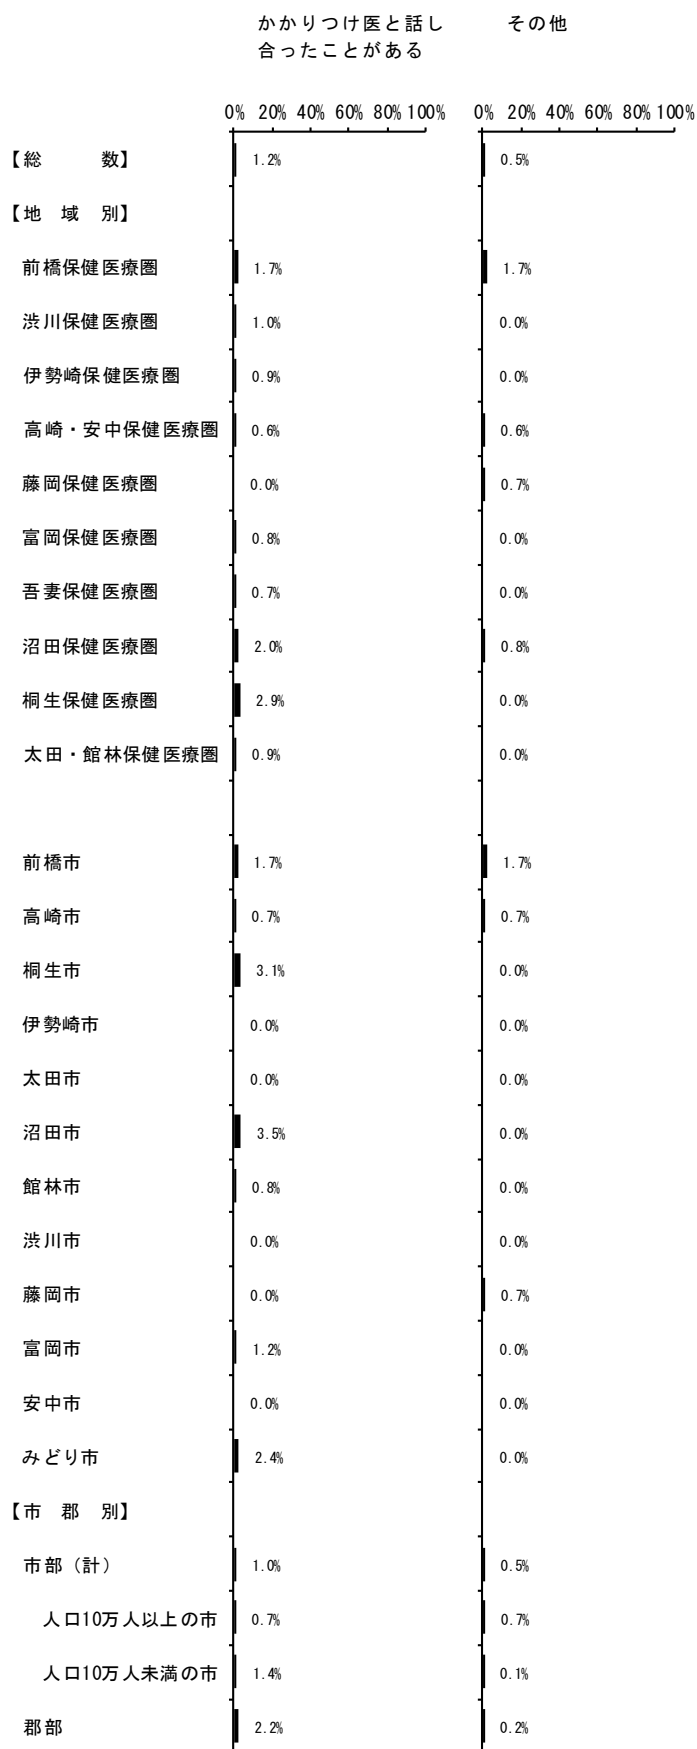 かかりつけ医と話し その他
合ったことがある
0% 20% 40% 60% 80% 100% 0% 20% 40% 60% 80% 100%
【総　　数】 1.2% 0.5%
【地　域　別】
前橋保健医療圏 1.7% 1.7%
渋川保健医療圏 1.0% 0.0%
伊勢崎保健医療圏 0.9% 0.0%
高崎・安中保健医療圏 0.6% 0.6%
藤岡保健医療圏 0.0% 0.7%
富岡保健医療圏 0.8% 0.0%
吾妻保健医療圏 0.7% 0.0%
沼田保健医療圏 2.0% 0.8%
桐生保健医療圏 2.9% 0.0%
太田・館林保健医療圏 0.9% 0.0%
前橋市 1.7% 1.7%
高崎市 0.7% 0.7%
桐生市 3.1% 0.0%
伊勢崎市 0.0% 0.0%
太田市 0.0% 0.0%
沼田市 3.5% 0.0%
館林市 0.8% 0.0%
渋川市 0.0% 0.0%
藤岡市 0.0% 0.7%
富岡市 1.2% 0.0%
安中市 0.0% 0.0%
みどり市 2.4% 0.0%
【市　郡　別】
市部（計） 1.0% 0.5%
人口10万人以上の市 0.7% 0.7%
人口10万人未満の市 1.4% 0.1%
郡部 2.2% 0.2%